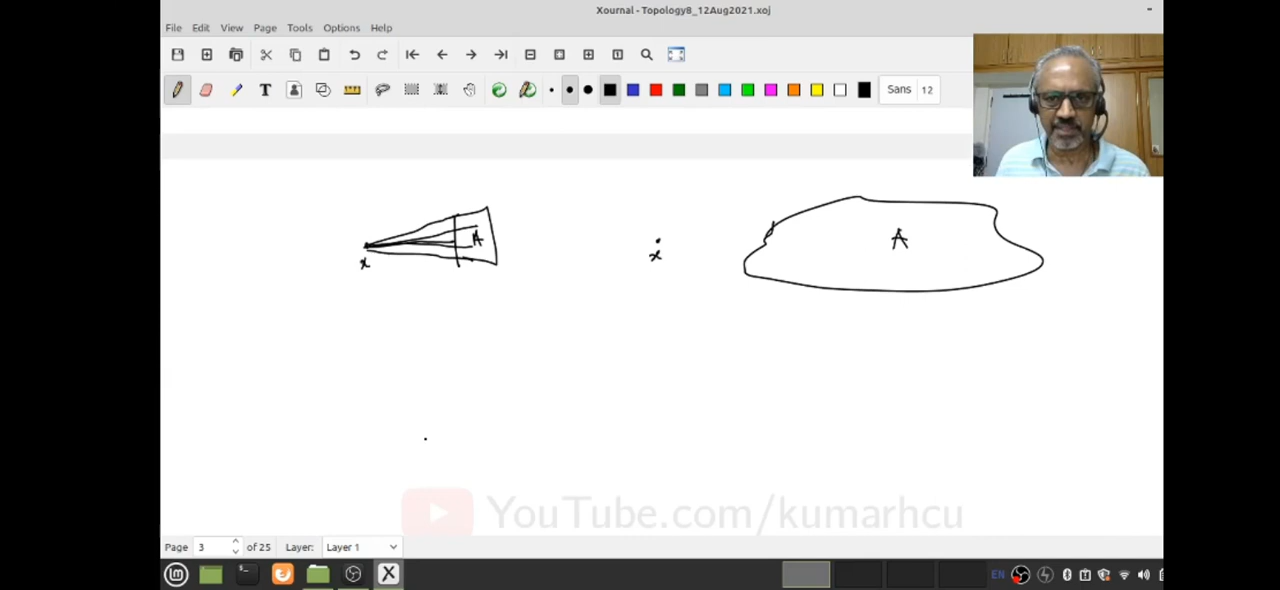 Xournal - Topology8_12Aug2021.xoj
File Edit View Page Tools Options Help
Sans 12
A
x
x
A
YouTube.com/kumarhcu
Page 3 of 25 Layer: Layer 1
EN